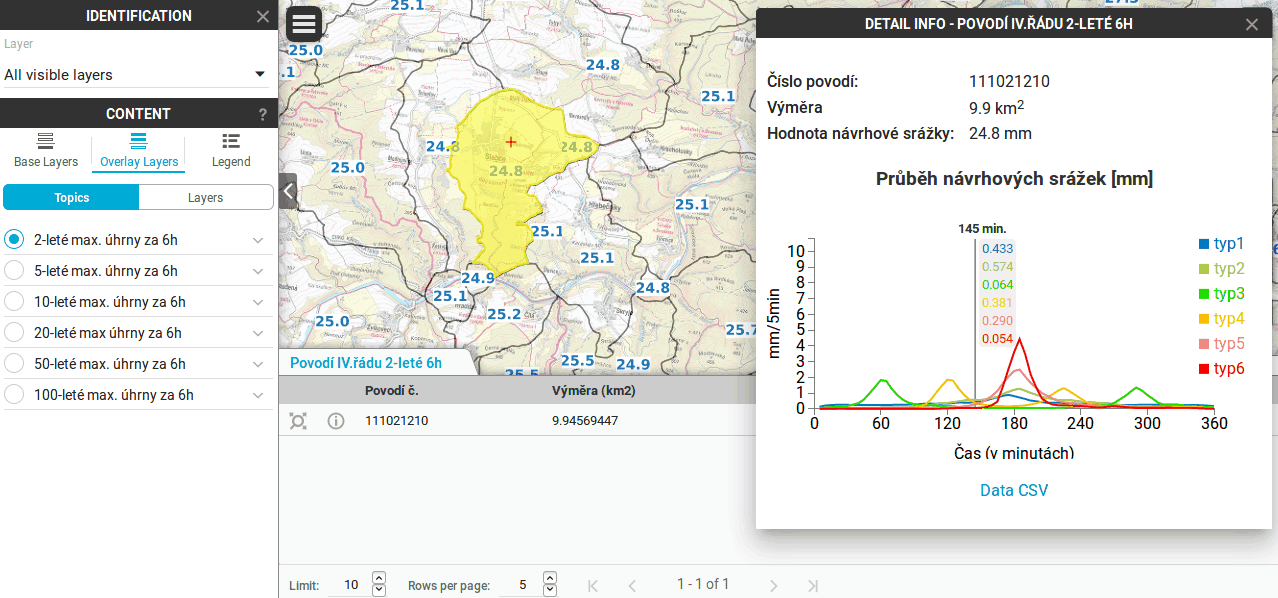 IDENTIFICATION
Layer
All visible layers
CONTENT
?
Base Layers
Overlay Layers
Legend
Topics
Layers
2-leté max. úhrny za 6h
5-leté max. úhrny za 6h
10-leté max. úhrny za 6h
20-leté max úhrny za 6h
50-leté max. úhrny za 6h
100-leté max. úhrny za 6h
25.1
25.0
.1
24.8
25.1
24.8
24.8
25.0
24.8
25.1
25.1
25.1
24.9
25.1
24.8
25.2
25.0
25.7
25.5
24.9
Povodí IV.řádu 2-leté 6h
Povodí č.
Výměra (km2)
111021210
9.94569447
Limit:
10
Rows per page:
5
1 - 1 of 1
DETAIL INFO - POVODÍ IV.ŘÁDU 2-LETÉ 6H
Číslo povodí:
111021210
Výměra
9.9 km2
Hodnota návrhové srážky:
24.8 mm
Průběh návrhových srážek [mm]
145 min.
0.433
0.574
0.064
0.381
0.290
0.054
typ1
typ2
typ3
typ4
typ5
typ6
mm/5min
10
9
8
7
6
5
4
3
2
1
0
0
60
120
180
240
300
360
Čas (v minutách)
Data CSV